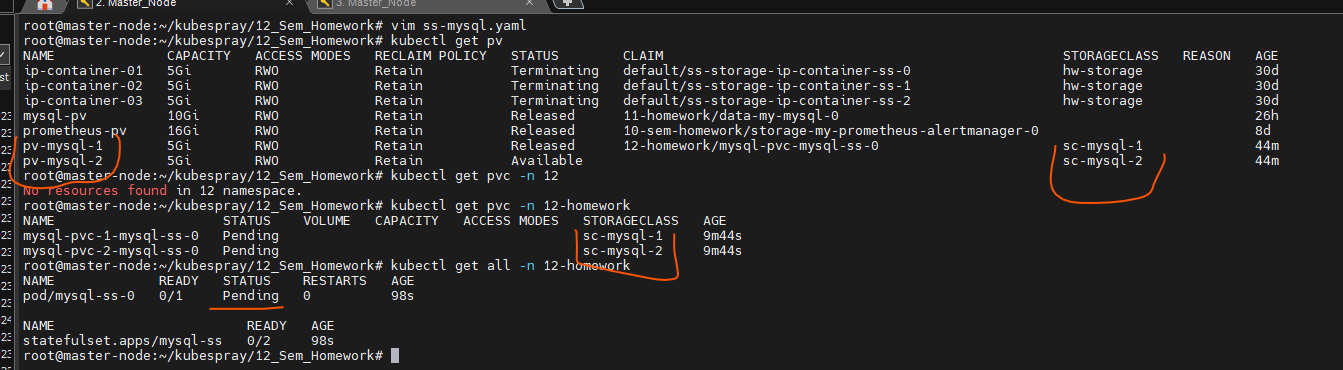 2. Master_Node
3. Master_Node
root@master-node:~/kubespray/12_Sem_Homework# vim ss-mysql.yaml
root@master-node:~/kubespray/12_Sem_Homework# kubectl get pv
NAME CAPACITY ACCESS MODES RECLAIM POLICY STATUS CLAIM STORAGECLASS REASON AGE
ip-container-01 5Gi RWO Retain Terminating default/ss-storage-ip-container-ss-0 hw-storage 30d
ip-container-02 5Gi RWO Retain Terminating default/ss-storage-ip-container-ss-1 hw-storage 30d
ip-container-03 5Gi RWO Retain Terminating default/ss-storage-ip-container-ss-2 hw-storage 30d
mysql-pv 10Gi RWO Retain Released 11-homework/data-my-mysql-0 26h
prometheus-pv 16Gi RWO Retain Released 10-sem-homework/storage-my-prometheus-alertmanager-0 8d
pv-mysql-1 5Gi RWO Retain Released 12-homework/mysql-pvc-mysql-ss-0 sc-mysql-1 44m
pv-mysql-2 5Gi RWO Retain Available sc-mysql-2 44m
root@master-node:~/kubespray/12_Sem_Homework# kubectl get pvc -n 12
No resources found in 12 namespace.
root@master-node:~/kubespray/12_Sem_Homework# kubectl get pvc -n 12-homework
NAME STATUS VOLUME CAPACITY ACCESS MODES STORAGECLASS AGE
mysql-pvc-1-mysql-ss-0 Pending sc-mysql-1 9m44s
mysql-pvc-2-mysql-ss-0 Pending sc-mysql-2 9m44s
root@master-node:~/kubespray/12_Sem_Homework# kubectl get all -n 12-homework
NAME READY STATUS RESTARTS AGE
pod/mysql-ss-0 0/1 Pending 0 98s
NAME READY AGE
statefulset.apps/mysql-ss 0/2 98s
root@master-node:~/kubespray/12_Sem_Homework#